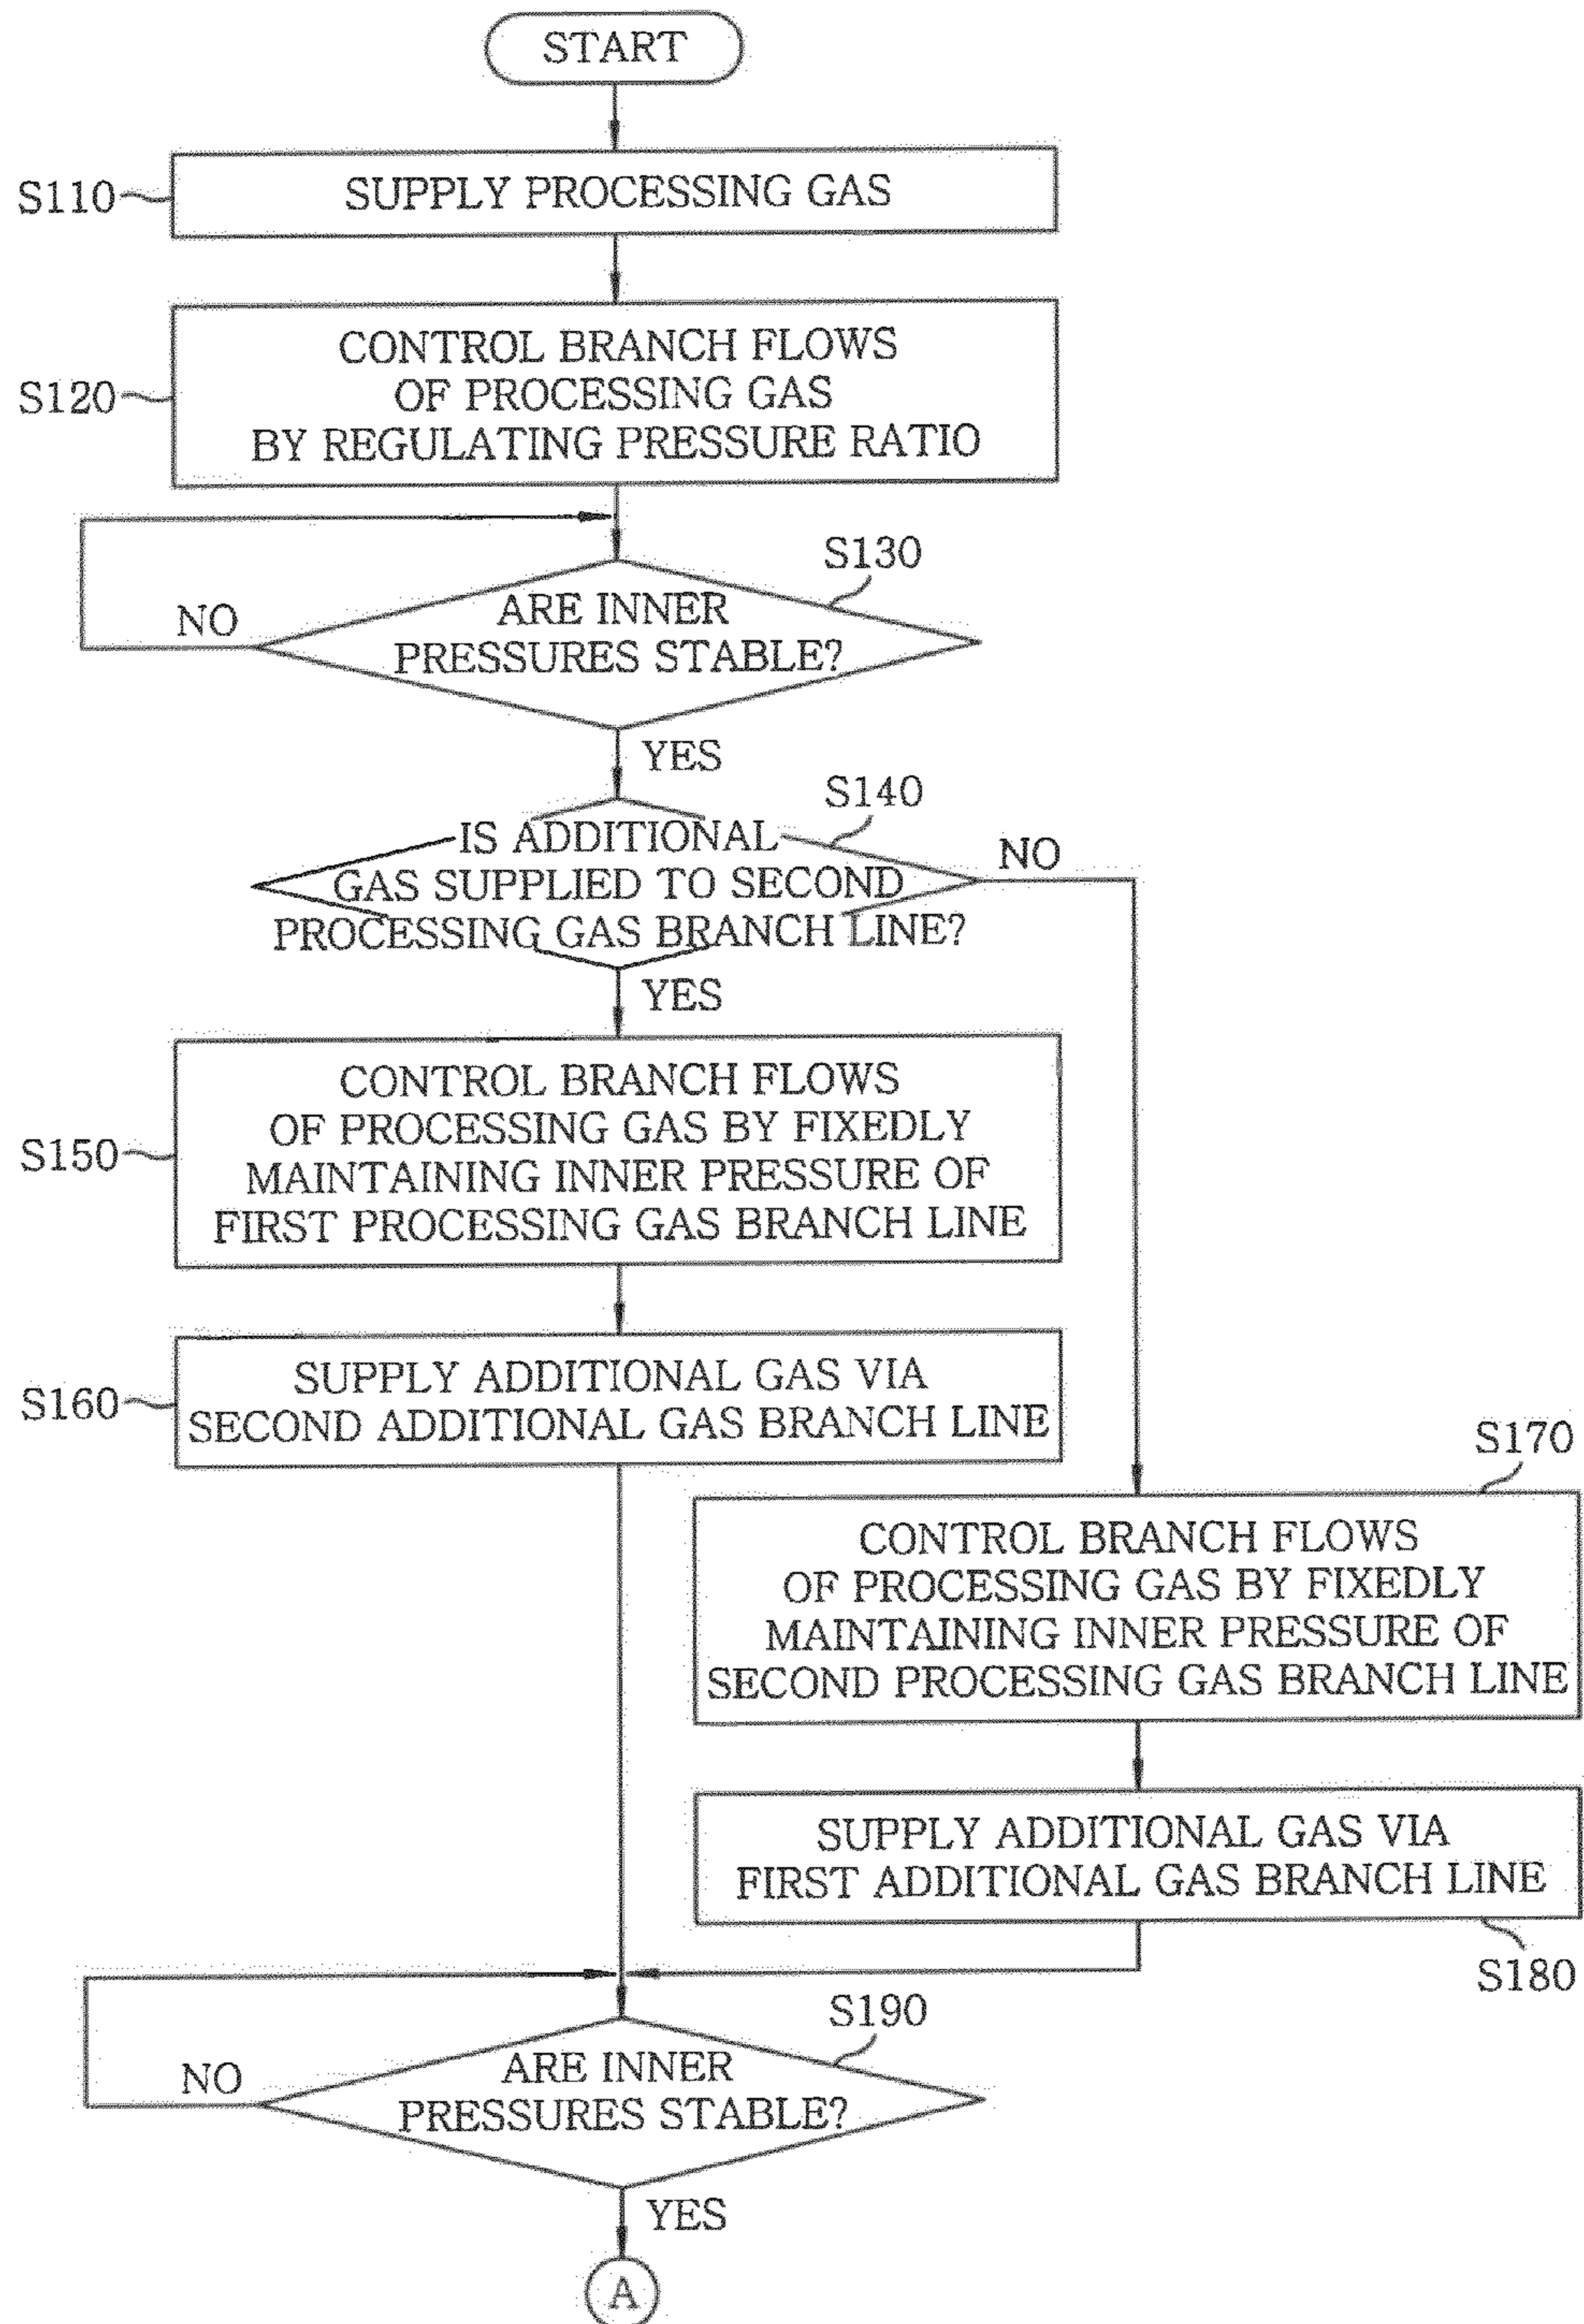 START
S110
SUPPLY PROCESSING GAS
S120
CONTROL BRANCH FLOWS
OF PROCESSING GAS
BY REGULATING PRESSURE RATIO
S130
NO
ARE INNER
PRESSURES STABLE?
YES
S140
IS ADDITIONAL
GAS SUPPLIED TO SECOND
PROCESSING GAS BRANCH LINE?
NO
YES
S150
CONTROL BRANCH FLOWS
OF PROCESSING GAS BY FIXEDLY
MAINTAINING INNER PRESSURE OF
FIRST PROCESSING GAS BRANCH LINE
S160
SUPPLY ADDITIONAL GAS VIA
SECOND ADDITIONAL GAS BRANCH LINE
S170
CONTROL BRANCH FLOWS
OF PROCESSING GAS BY FIXEDLY
MAINTAINING INNER PRESSURE OF
SECOND PROCESSING GAS BRANCH LINE
SUPPLY ADDITIONAL GAS VIA
FIRST ADDITIONAL GAS BRANCH LINE
S180
S190
NO
ARE INNER
PRESSURES STABLE?
YES
A